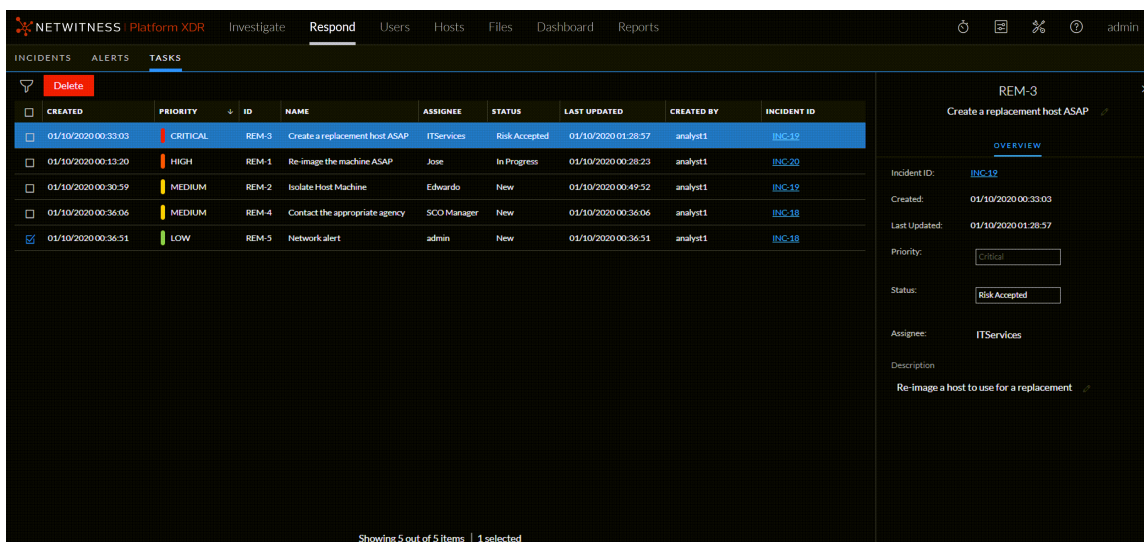 NETWITNESS Platform XDR Investigate Respond Users Hosts Files Dashboard Reports admin
INCIDENTS ALERTS TASKS
Delete
CREATED PRIORITY ID NAME ASSIGNEE STATUS LAST UPDATED CREATED BY INCIDENT ID
01/10/2020 00:33:03 CRITICAL REM-3 Create a replacement host ASAP ITServices Risk Accepted 01/10/2020 01:28:57 analyst1 INC-19
01/10/2020 00:13:20 HIGH REM-1 Re-image the machine ASAP Jose In Progress 01/10/2020 00:28:23 analyst1 INC-20
01/10/2020 00:30:59 MEDIUM REM-2 Isolate Host Machine Edwardo New 01/10/2020 00:49:52 analyst1 INC-19
01/10/2020 00:36:06 MEDIUM REM-4 Contact the appropriate agency SCO Manager New 01/10/2020 00:36:06 analyst1 INC-18
01/10/2020 00:36:51 LOW REM-5 Network alert admin New 01/10/2020 00:36:51 analyst1 INC-18
Showing 5 out of 5 items | 1 selected
REM-3
Create a replacement host ASAP
OVERVIEW
Incident ID: INC-19
Created: 01/10/2020 00:33:03
Last Updated: 01/10/2020 01:28:57
Priority: Critical
Status: Risk Accepted
Assignee: ITServices
Description
Re-image a host to use for a replacement